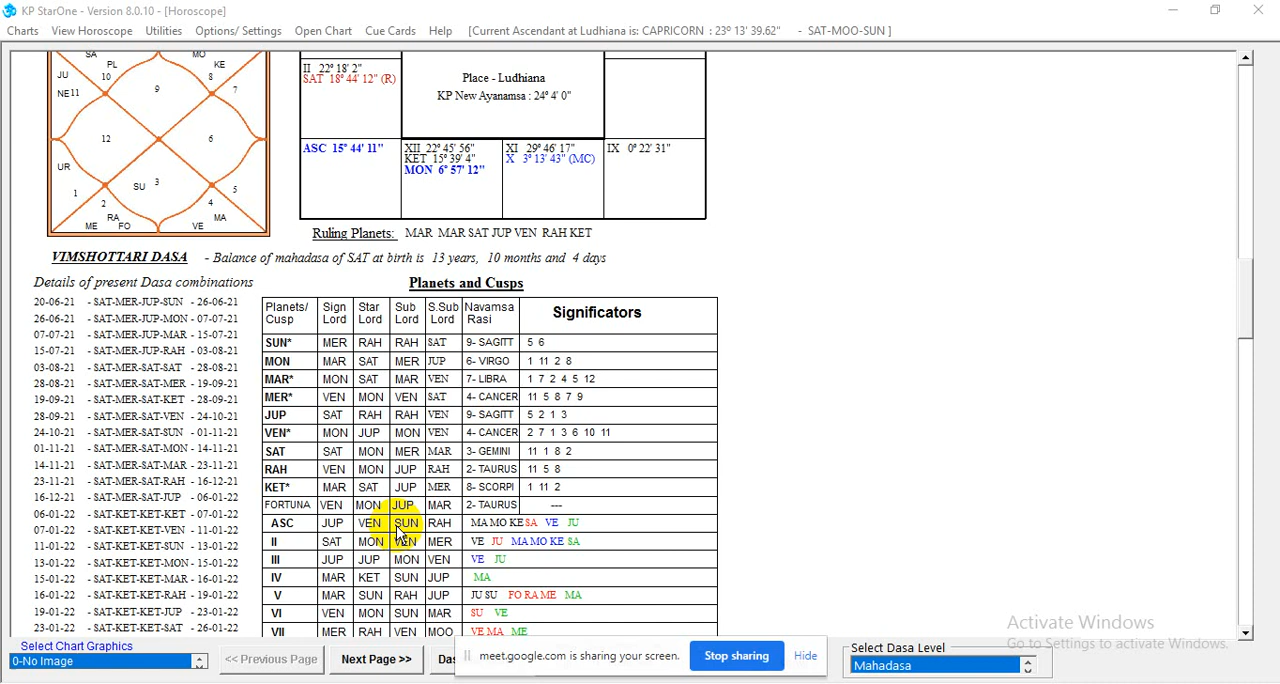 KP StarOne - Version 8.0.10 - [Horoscope]
Charts View Horoscope Utilities Options/ Settings Open Chart Cue Cards Help [Current Ascendant at Ludhiana is: CAPRICORN : 23° 13' 39.62" - SAT-MOO-SUN ]
SA
PL
10
MO
KE
8
JU
NE11
9
7
12
6
UR
1
SU 3
5
2
RA
ME FO
4
MA
VE
II 22° 18' 2"
SAT 18° 44' 12" (R)
Place - Ludhiana
KP New Ayanamsa : 24° 4' 0"
ASC 15° 44' 11"
XII 22° 45' 56"
KET 15° 39' 4"
MON 6° 57' 12"
XI 29° 46' 17"
X 3° 13' 43" (MC)
IX 0° 22' 31"
Ruling Planets: MAR MAR SAT JUP VEN RAH KET
VIMSHOTTARI DASA - Balance of mahadasa of SAT at birth is 13 years, 10 months and 4 days
Details of present Dasa combinations
20-06-21 - SAT-MER-JUP-SUN - 26-06-21
26-06-21 - SAT-MER-JUP-MON - 07-07-21
07-07-21 - SAT-MER-JUP-MAR - 15-07-21
15-07-21 - SAT-MER-JUP-RAH - 03-08-21
03-08-21 - SAT-MER-SAT-SAT - 28-08-21
28-08-21 - SAT-MER-SAT-MER - 19-09-21
19-09-21 - SAT-MER-SAT-KET - 28-09-21
28-09-21 - SAT-MER-SAT-VEN - 24-10-21
24-10-21 - SAT-MER-SAT-SUN - 01-11-21
01-11-21 - SAT-MER-SAT-MON - 14-11-21
14-11-21 - SAT-MER-SAT-MAR - 23-11-21
23-11-21 - SAT-MER-SAT-RAH - 16-12-21
16-12-21 - SAT-MER-SAT-JUP - 06-01-22
06-01-22 - SAT-KET-KET-KET - 07-01-22
07-01-22 - SAT-KET-KET-VEN - 11-01-22
11-01-22 - SAT-KET-KET-SUN - 13-01-22
13-01-22 - SAT-KET-KET-MON - 15-01-22
15-01-22 - SAT-KET-KET-MAR - 16-01-22
16-01-22 - SAT-KET-KET-RAH - 19-01-22
19-01-22 - SAT-KET-KET-JUP - 23-01-22
23-01-22 - SAT-KET-KET-SAT - 26-01-22
Planets and Cusps
Planets/ Cusp Sign Lord Star Lord Sub Lord S.Sub Lord Navamsa Rasi Significators
SUN* MER RAH RAH SAT 9- SAGITT 5 6
MON MAR SAT MER JUP 6- VIRGO 1 11 2 8
MAR* MON SAT MAR VEN 7- LIBRA 1 7 2 4 5 12
MER* VEN MON VEN SAT 4- CANCER 11 5 8 7 9
JUP SAT RAH RAH VEN 9- SAGITT 5 2 1 3
VEN* MON JUP MON VEN 4- CANCER 2 7 1 3 6 10 11
SAT SAT MON MER MAR 3- GEMINI 11 1 8 2
RAH VEN MON JUP RAH 2- TAURUS 11 5 8
KET* MAR SAT JUP MER 8- SCORPI 1 11 2
FORTUNA VEN MON JUP MAR 2- TAURUS ---
ASC JUP VEN SUN RAH MA MO KE SA VE JU
II SAT MON VEN MER VE JU MA MO KE SA
III JUP JUP MON VEN VE JU
IV MAR KET SUN JUP MA
V MAR SUN RAH JUP JU SU FO RA ME MA
VI VEN MON SUN MAR SU VE
VII MER RAH VEN MOO VE MA ME
Activate Windows
Go to Settings to activate Windows.
Select Chart Graphics
0-No Image
<< Previous Page
Next Page >>
meet.google.com is sharing your screen. Stop sharing Hide
Select Dasa Level
Mahadasa